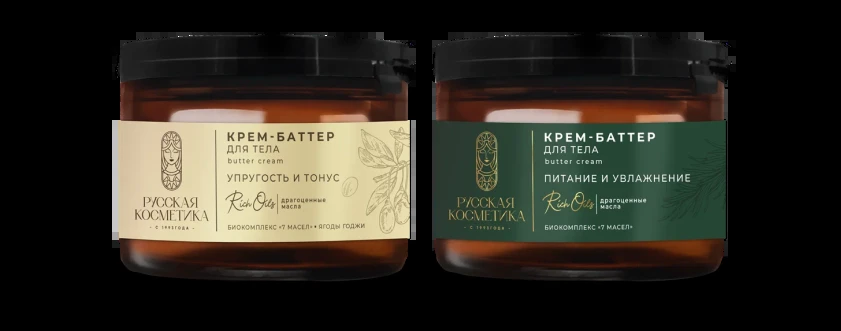 КРЕМ-БАТТЕР
ДЛЯ ТЕЛА
butter cream
УПРУГОСТЬ И ТОНУС
Rich Oils
драгоценные
масла
РУССКАЯ
КОСМЕТИКА
БИОКОМПЛЕКС «7 МАСЕЛ» • ЯГОДЫ ГОДЖИ
КРЕМ-БАТТЕР
ДЛЯ ТЕЛА
butter cream
ПИТАНИЕ И УВЛАЖНЕНИЕ
Rich Oils
драгоценные
масла
РУССКАЯ
КОСМЕТИКА
БИОКОМПЛЕКС «7 МАСЕЛ»